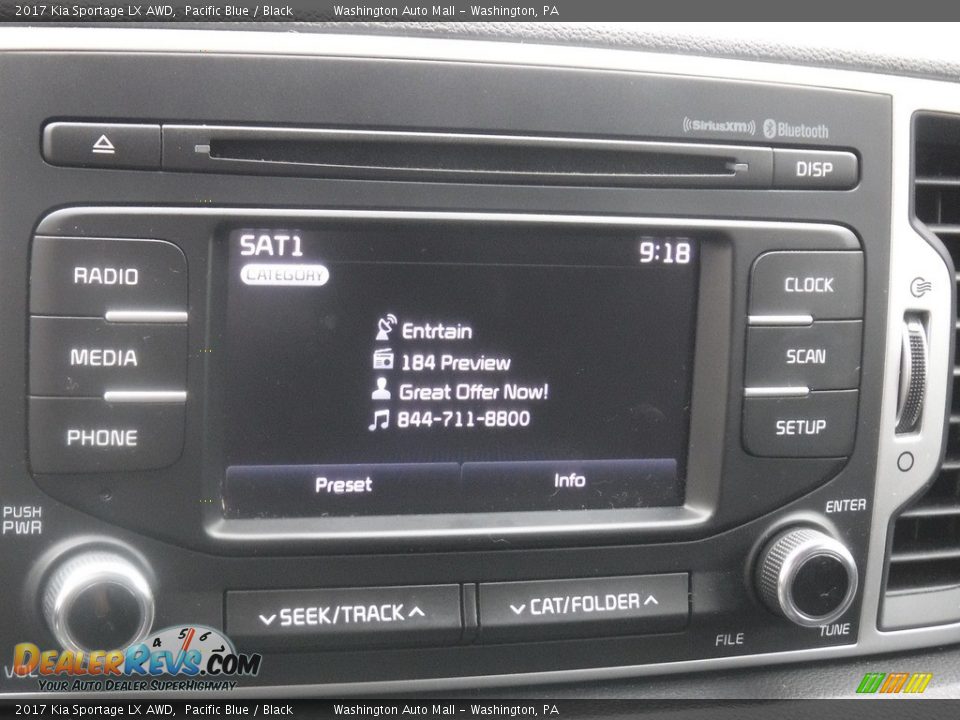 2017 Kia Sportage LX AWD,  Pacific Blue / Black     Washington Auto Mall - Washington, PA
((SiriusXM)) Bluetooth
DISP
SAT1 9:18
CATEGORY
RADIO
CLOCK
Entrtain
MEDIA
184 Preview
SCAN
Great Offer Now!
844-711-8800
PHONE
SETUP
Preset Info
PUSH
PWR
ENTER
SEEK/TRACK
CAT/FOLDER
FILE
TUNE
VOL
4 5 6
DealerRevs.com
Your Auto Dealer SuperHighway
2017 Kia Sportage LX AWD,  Pacific Blue / Black     Washington Auto Mall - Washington, PA